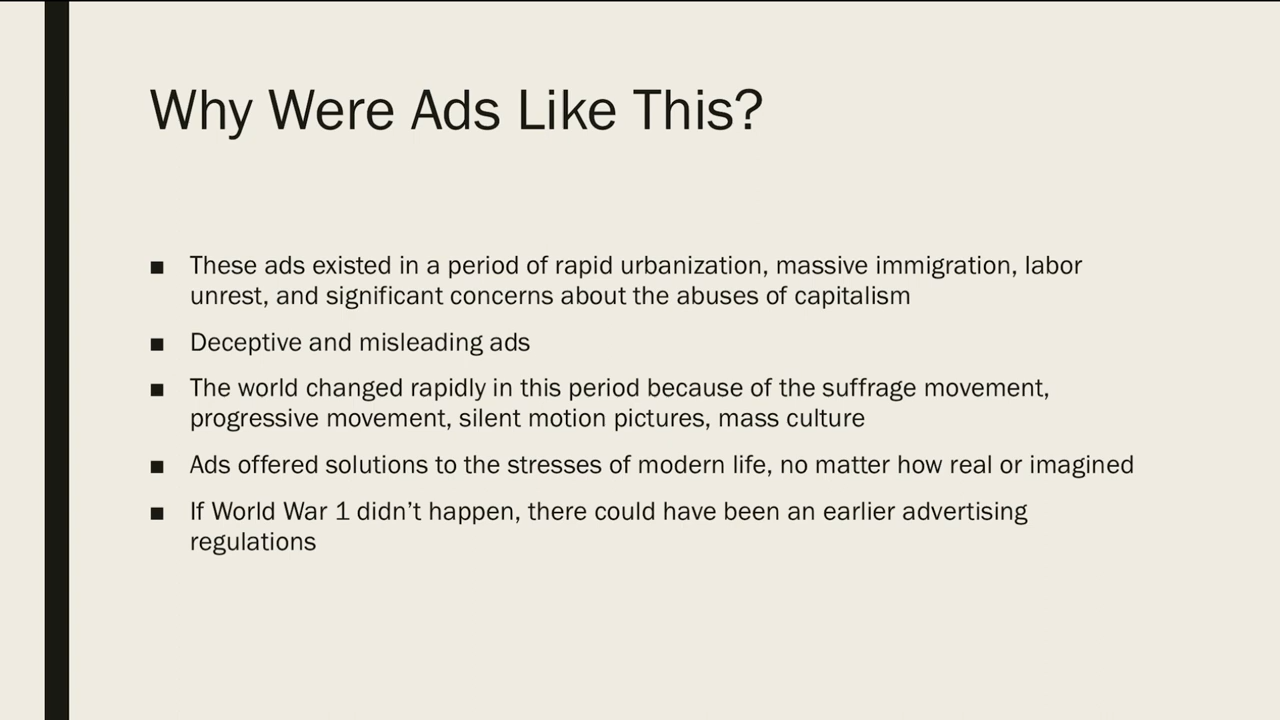 Why Were Ads Like This?
■ These ads existed in a period of rapid urbanization, massive immigration, labor
unrest, and significant concerns about the abuses of capitalism
■ Deceptive and misleading ads
■ The world changed rapidly in this period because of the suffrage movement,
progressive movement, silent motion pictures, mass culture
■ Ads offered solutions to the stresses of modern life, no matter how real or imagined
■ If World War 1 didn’t happen, there could have been an earlier advertising
regulations